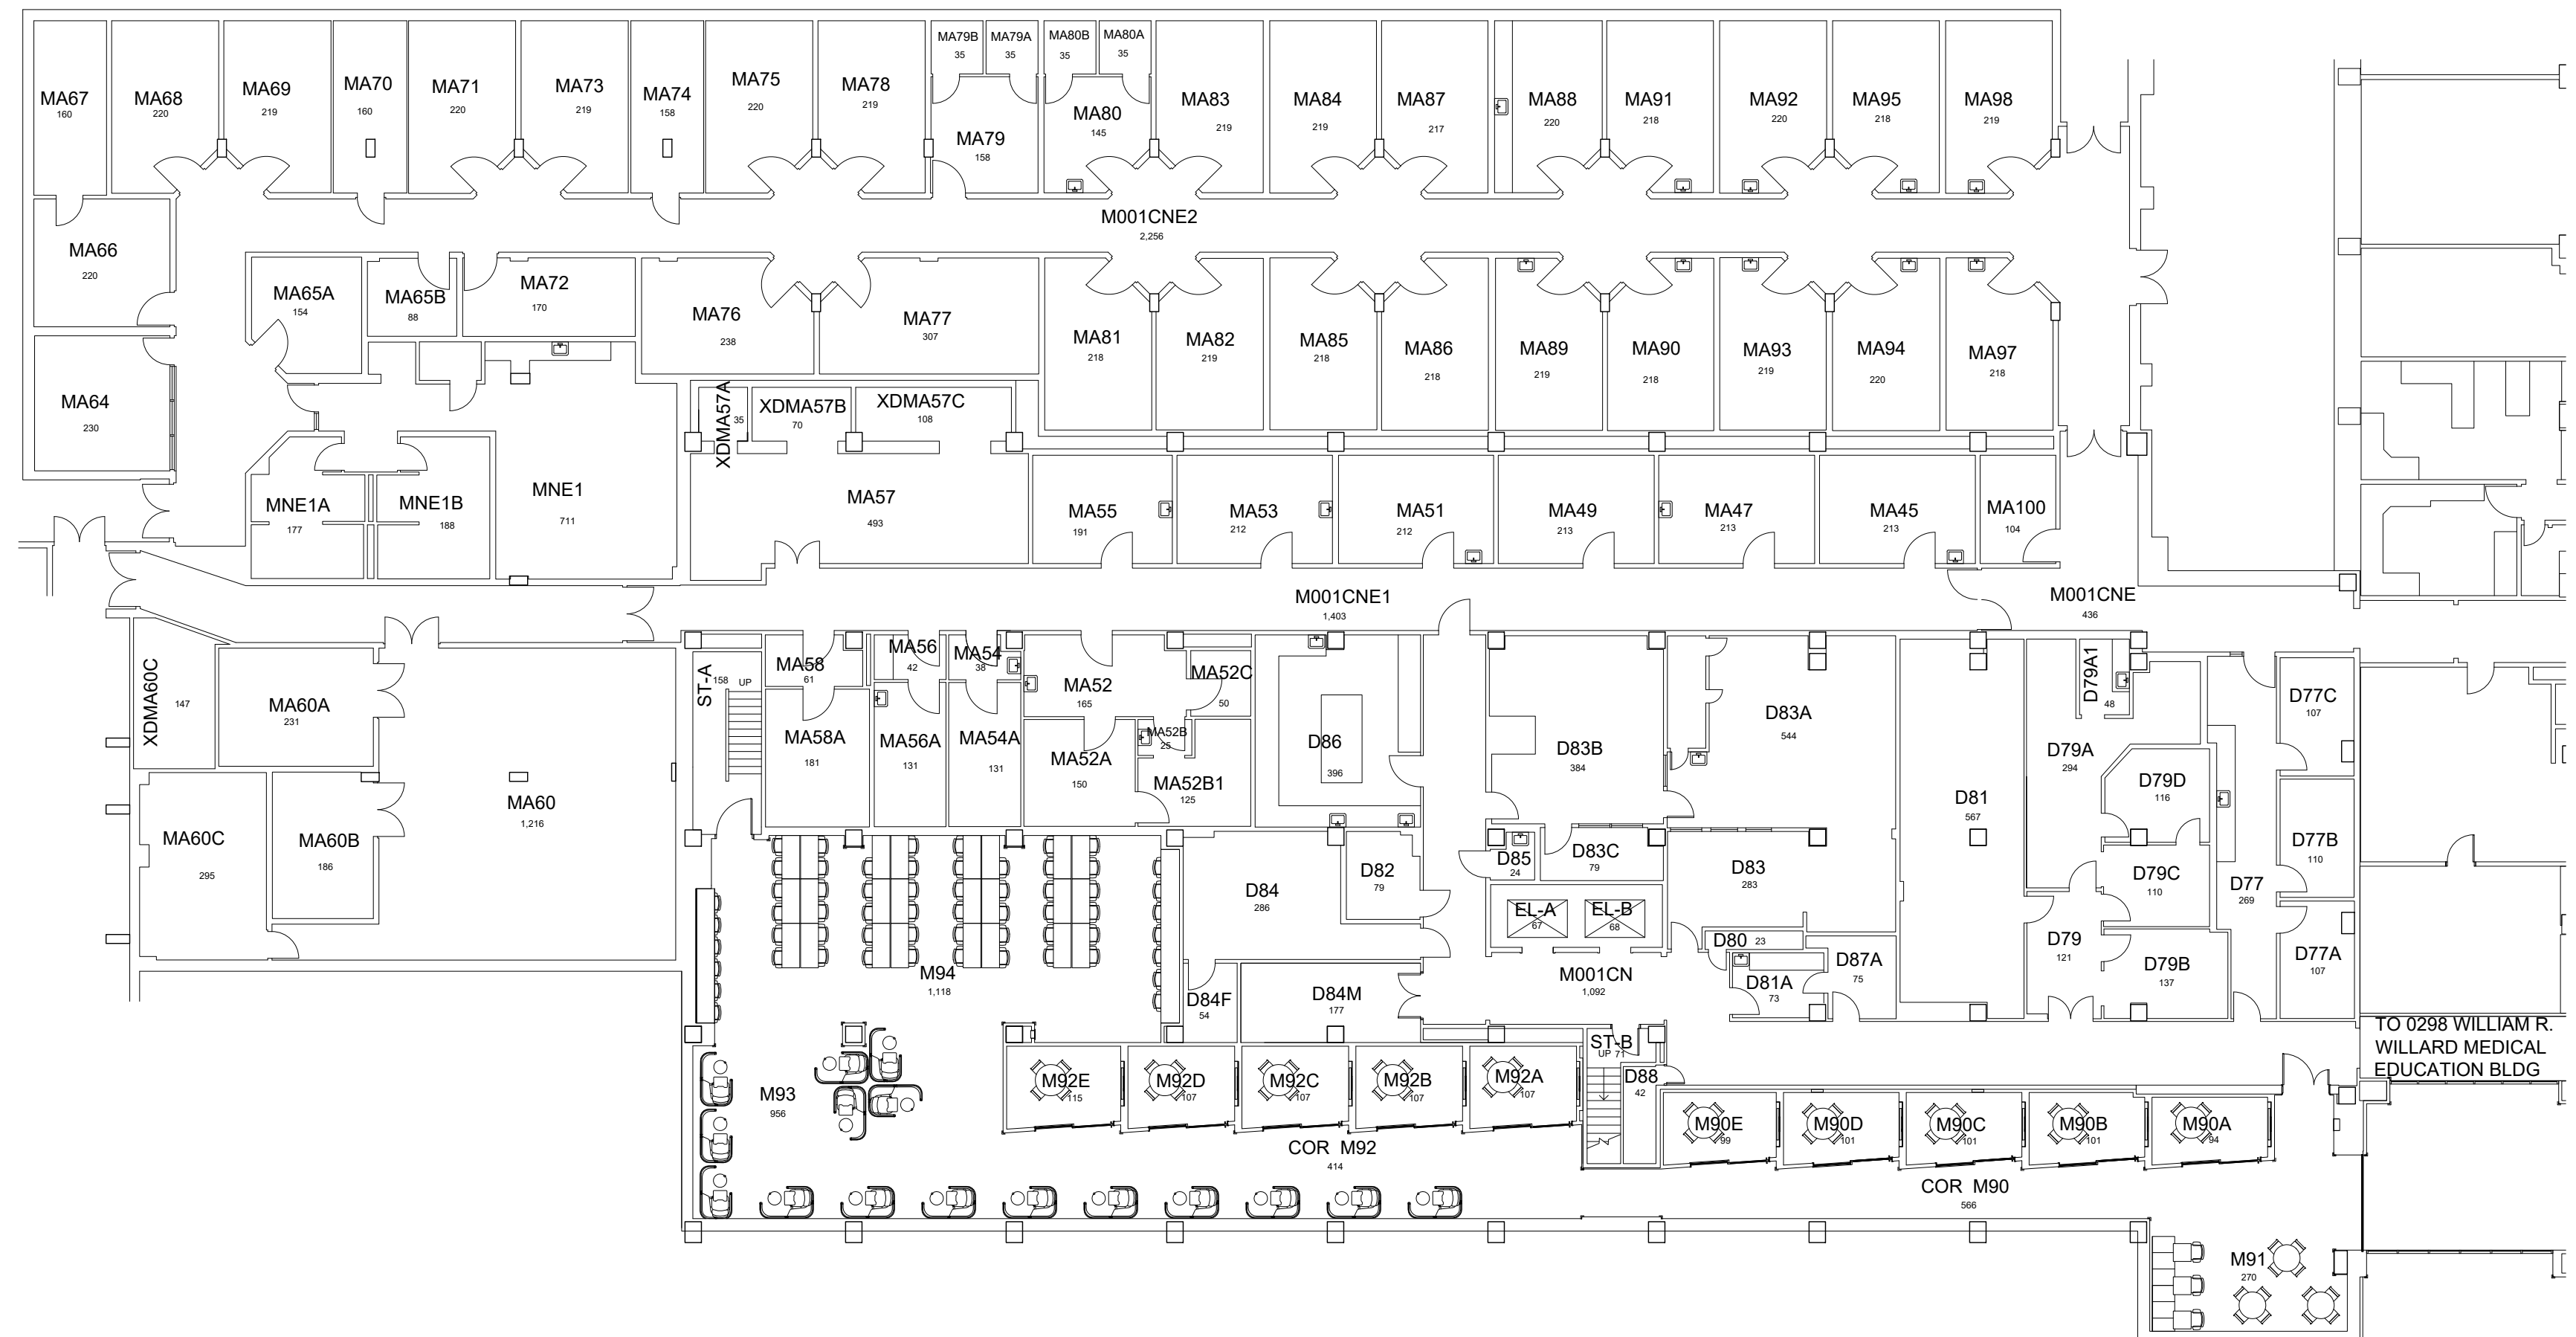 MA67
160
MA68
220
MA69
219
MA70
160
MA71
220
MA73
219
MA74
158
MA75
220
MA78
219
MA79B
35
MA79A
35
MA79
158
MA80B
35
MA80A
35
MA80
145
MA83
219
MA84
219
MA87
217
MA88
220
MA91
218
MA92
220
MA95
218
MA98
219
M001CNE2
2,256
MA66
220
MA65A
154
MA65B
88
MA72
170
MA76
238
MA77
307
MA81
218
MA82
219
MA85
218
MA86
218
MA89
219
MA90
218
MA93
219
MA94
220
MA97
218
MA64
230
XDMA57A
35
XDMA57B
70
XDMA57C
108
MNE1A
177
MNE1B
188
MNE1
711
MA57
493
MA55
191
MA53
212
MA51
212
MA49
213
MA47
213
MA45
213
MA100
104
M001CNE1
1,403
M001CNE
436
XDMA60C
147
MA60A
231
MA60C
295
MA60B
186
MA60
1,216
ST-A
158
UP
MA58
61
MA56
42
MA54
38
MA52
165
MA52C
50
MA58A
181
MA56A
131
MA54A
131
MA52A
150
MA52B
25
MA52B1
125
D86
396
D83B
384
D83A
544
D81
567
D79A1
48
D79A
294
D79D
116
D77C
107
D77B
110
D79C
110
D77
269
D77A
107
D79
121
D79B
137
D85
24
D83C
79
D83
283
D82
79
D84
286
EL-A
67
EL-B
68
D80
23
D81A
73
D87A
75
M001CN
1,092
M94
1,118
D84F
54
D84M
177
ST-B
UP
71
D88
42
TO 0298 WILLIAM R.
WILLARD MEDICAL
EDUCATION BLDG
M93
956
M92E
115
M92D
107
M92C
107
M92B
107
M92A
107
M90E
99
M90D
101
M90C
101
M90B
101
M90A
94
COR M92
414
COR M90
566
M91
270